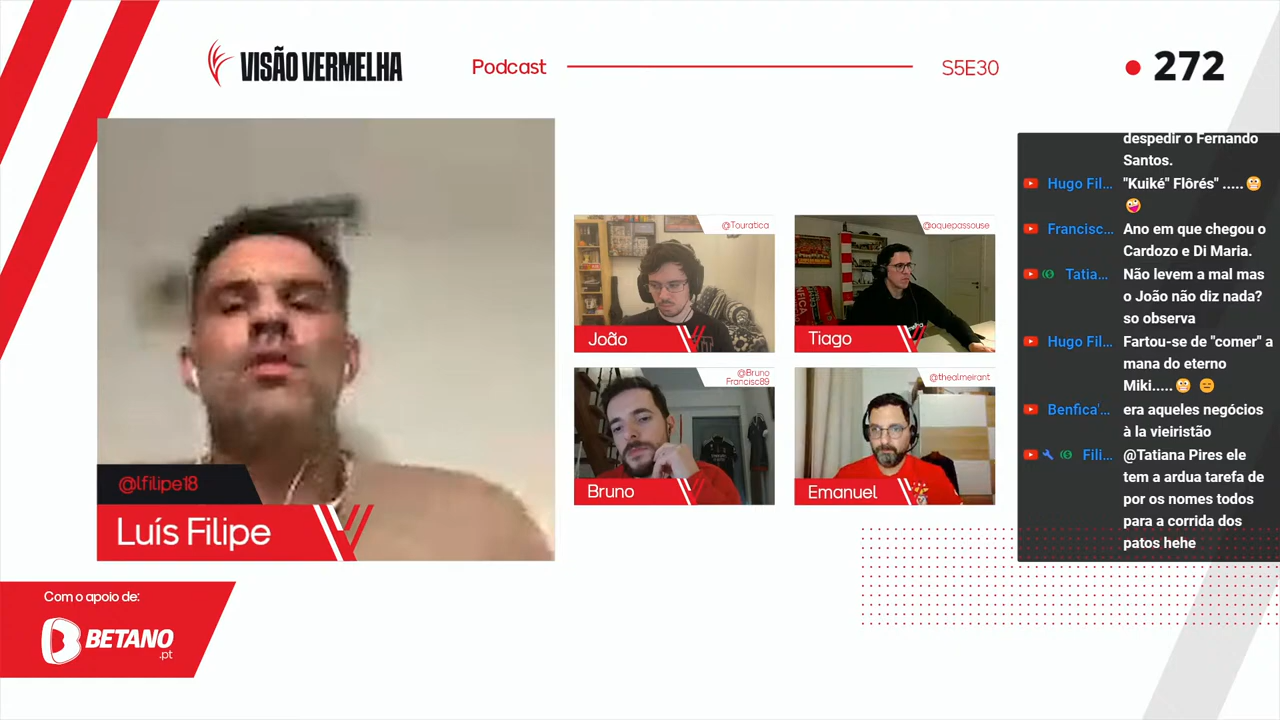 VISÃO VERMELHA
Podcast
S5E30
272
@lfilipe18
Luís Filipe
@Touratica
João
@oquepassouse
Tiago
@Bruno
Francisc89
Bruno
@thealmeirant
Emanuel
despedir o Fernando
Santos.
Hugo Fil... "Kuiké" Flôrés" ..... 😬
🤪
Francisc... Ano em que chegou o
Cardozo e Di Maria.
Tatia... Não levem a mal mas
o João não diz nada?
so observa
Hugo Fil... Fartou-se de "comer" a
mana do eterno
Miki..... 😬 😑
Benfica'... era aqueles negócios
à la vieiristão
Fili... @Tatiana Pires ele
tem a ardua tarefa de
por os nomes todos
para a corrida dos
patos hehe
Com o apoio de:
BETANO
.pt